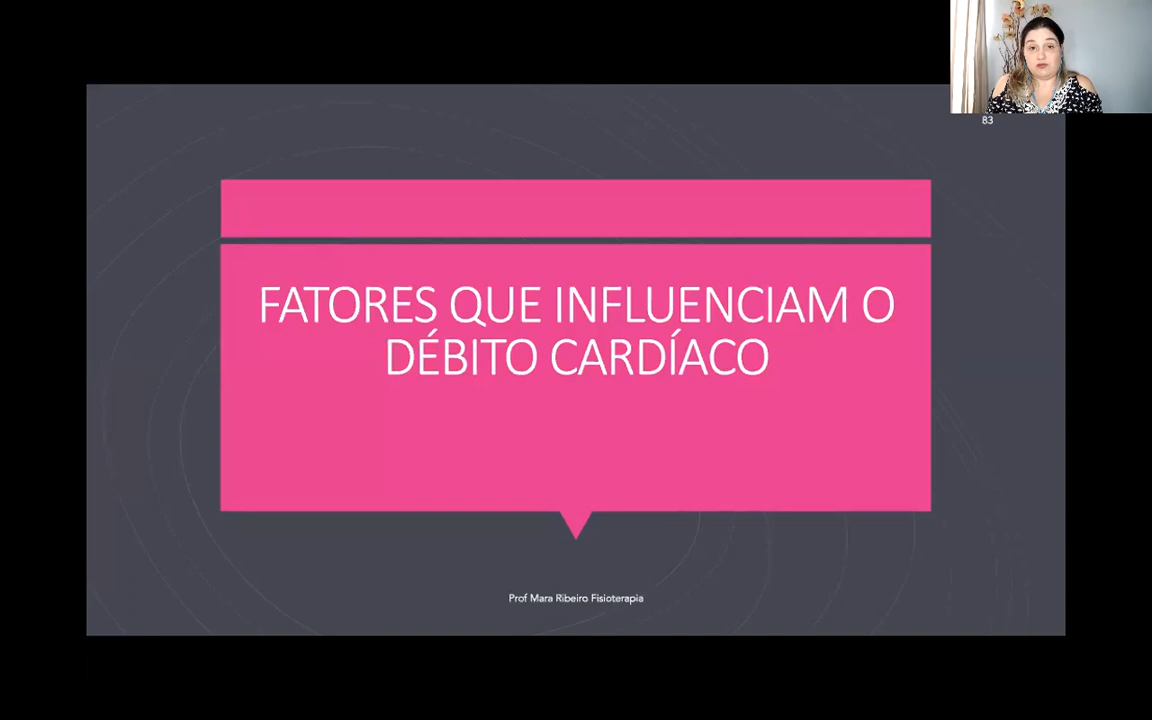 83
FATORES QUE INFLUENCIAM O
DÉBITO CARDÍACO
Prof Mara Ribeiro Fisioterapia